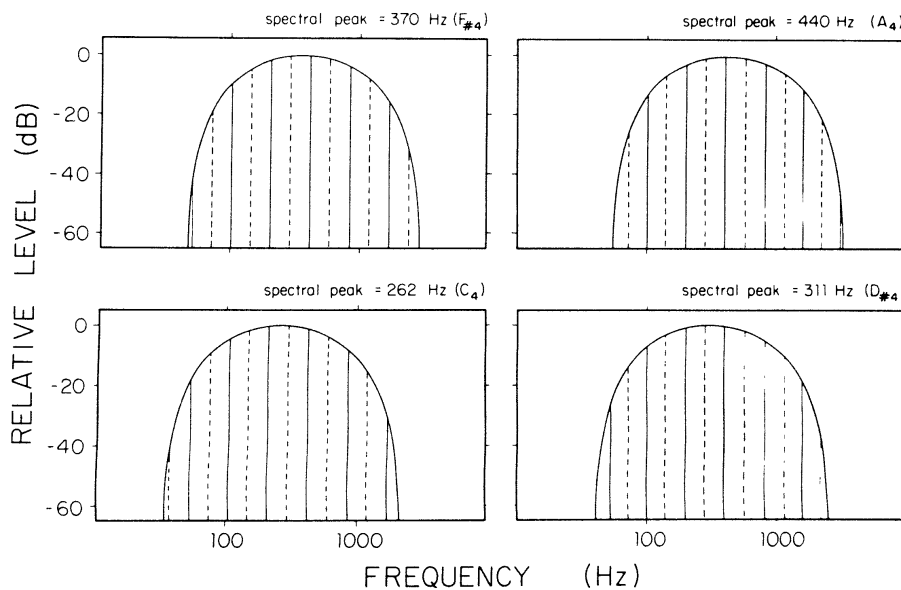 spectral peak = 370 Hz (F#4)
spectral peak = 440 Hz (A4)
0
-20
-40
-60
spectral peak = 262 Hz (C4)
spectral peak = 311 Hz (D#4
0
-20
-40
-60
100
1000
100
1000
RELATIVE LEVEL (dB)
FREQUENCY (Hz)